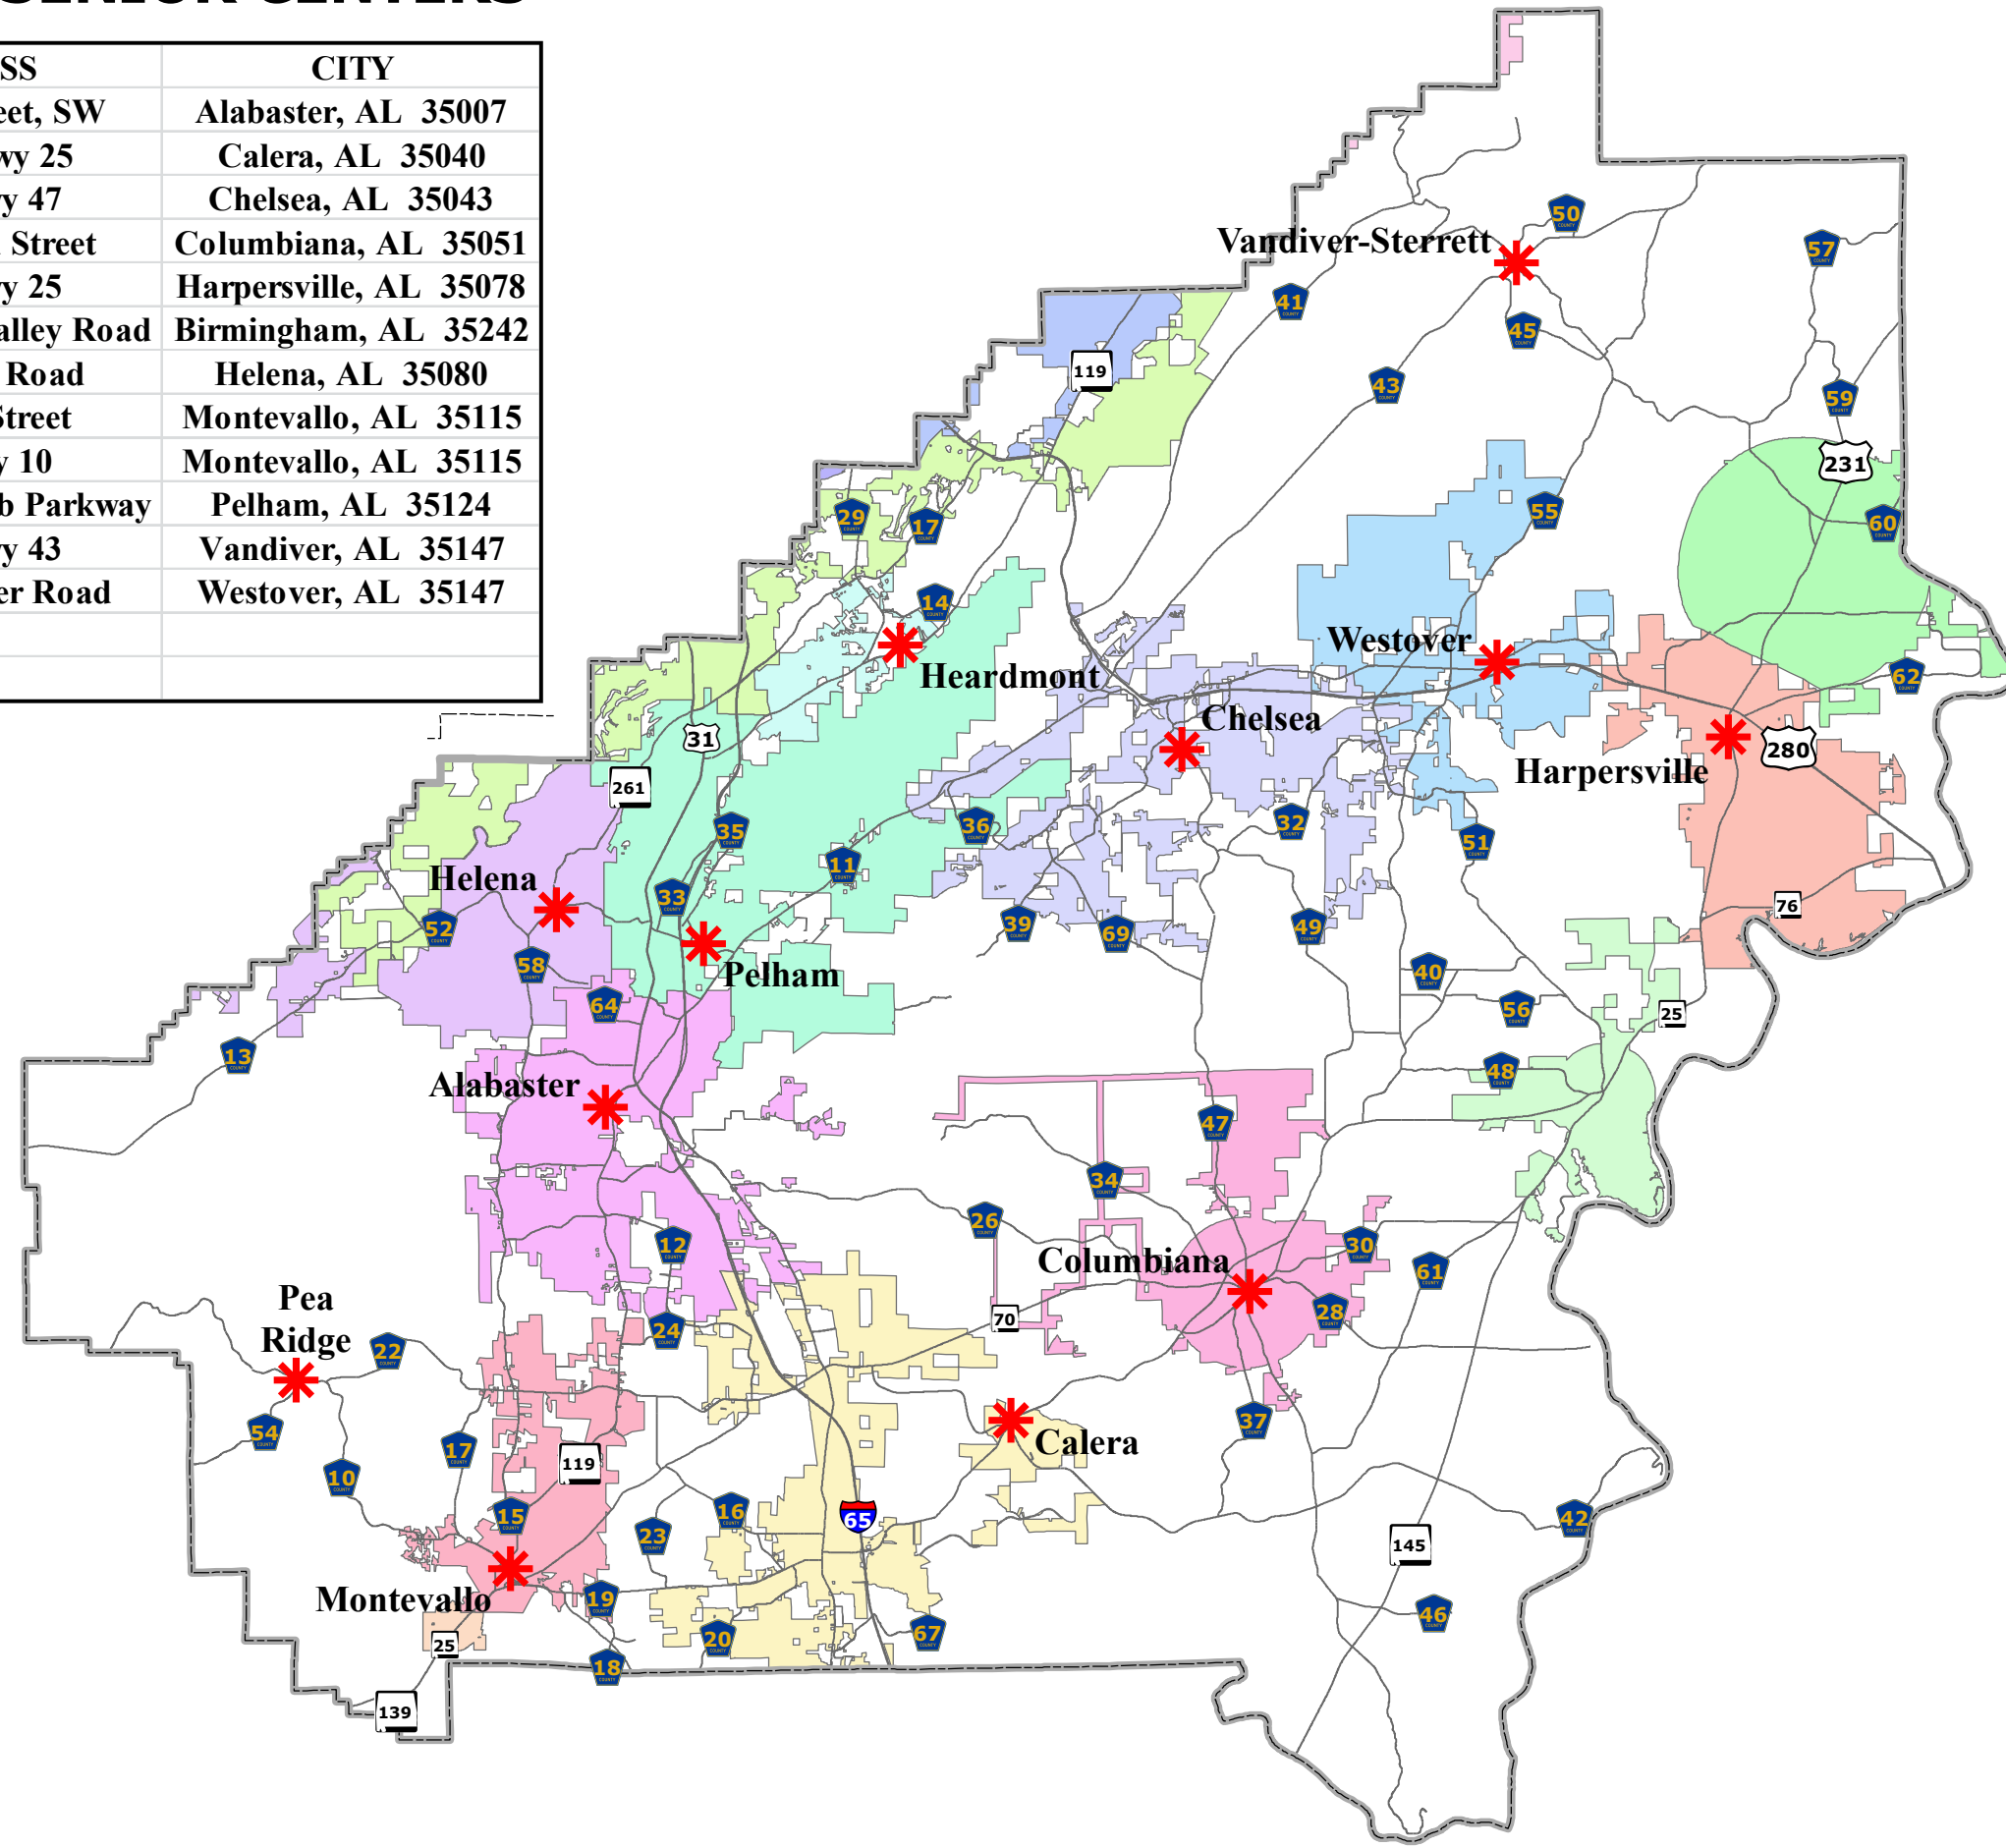 SENIOR CENTERS
SS CITY
eet, SW Alabaster, AL 35007
wy 25 Calera, AL 35040
y 47 Chelsea, AL 35043
Street Columbiana, AL 35051
y 25 Harpersville, AL 35078
alley Road Birmingham, AL 35242
Road Helena, AL 35080
Street Montevallo, AL 35115
y 10 Montevallo, AL 35115
b Parkway Pelham, AL 35124
y 43 Vandiver, AL 35147
er Road Westover, AL 35147
50
Vandiver-Sterrett
57
41
45
119
43
59
231
29
17
55
60
14
Westover
Heardmont
62
Chelsea
31
280
Harpersville
261
35
36
32
51
11
Helena
33
76
52
39
69
49
Pelham
58
40
64
56
25
13
48
Alabaster
47
34
26
12
30
Columbiana
61
Pea
Ridge
28
70
24
22
37
Calera
54
17
119
10
15
16
65
42
23
145
Montevallo
19
46
20
67
25
18
139